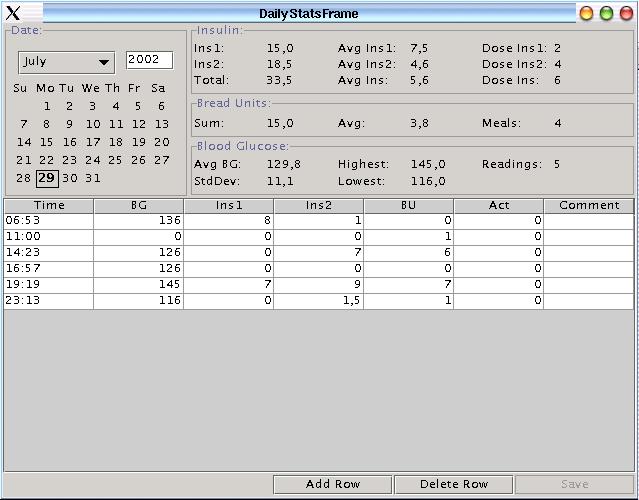 X DailyStatsFrame
Date:
July 2002
Su Mo Tu We Th Fr Sa
1 2 3 4 5 6
7 8 9 10 11 12 13
14 15 16 17 18 19 20
21 22 23 24 25 26 27
28 29 30 31
Insulin:
Ins1: 15,0 Avg Ins1: 7,5 Dose Ins1: 2
Ins2: 18,5 Avg Ins2: 4,6 Dose Ins2: 4
Total: 33,5 Avg Ins: 5,6 Dose Ins: 6
Bread Units:
Sum: 15,0 Avg: 3,8 Meals: 4
Blood Glucose:
Avg BG: 129,8 Highest: 145,0 Readings: 5
StdDev: 11,1 Lowest: 116,0
Time BG Ins1 Ins2 BU Act Comment
06:53 136 8 1 0 0
11:00 0 0 0 1 0
14:23 126 0 7 6 0
16:57 126 0 0 0 0
19:19 145 7 9 7 0
23:13 116 0 1,5 1 0
Add Row Delete Row Save